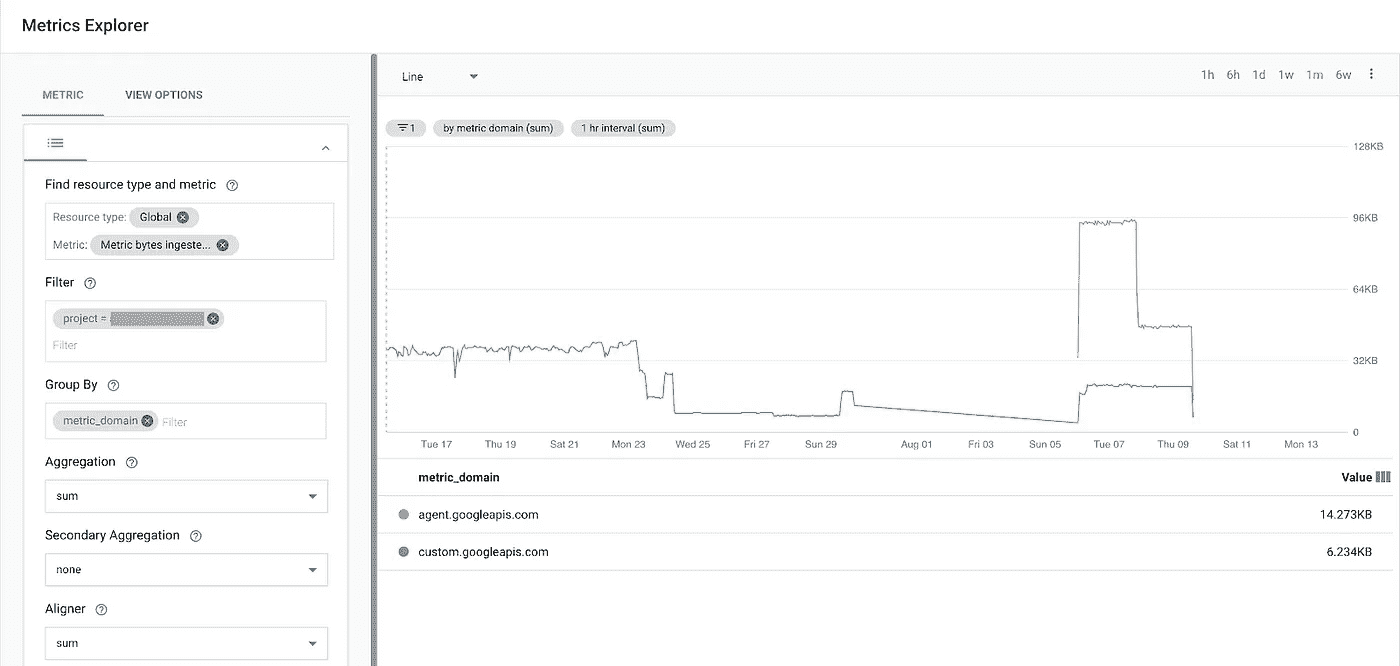 Metrics Explorer
METRIC VIEW OPTIONS
Find resource type and metric
Resource type: Global
Metric: Metric bytes ingeste...
Filter
project =
Filter
Group By
metric_domain Filter
Aggregation
sum
Secondary Aggregation
none
Aligner
sum
Line 1h 6h 1d 1w 1m 6w
1 by metric domain (sum) 1 hr interval (sum)
128KB
96KB
64KB
32KB
0
Tue 17 Thu 19 Sat 21 Mon 23 Wed 25 Fri 27 Sun 29 Aug 01 Fri 03 Sun 05 Tue 07 Thu 09 Sat 11 Mon 13
metric_domain Value
agent.googleapis.com 14.273KB
custom.googleapis.com 6.234KB